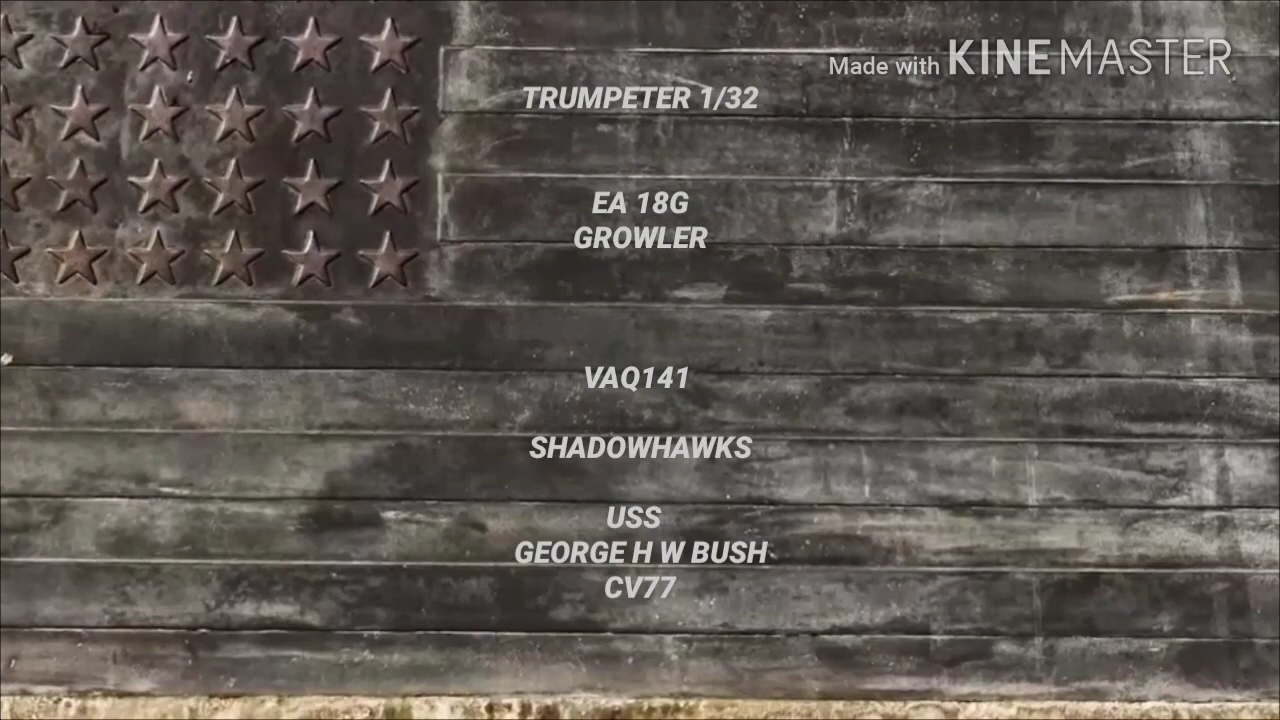 Made with KINEMASTER
TRUMPETER 1/32
EA 18G
GROWLER
VAQ141
SHADOWHAWKS
USS
GEORGE H W BUSH
CV77